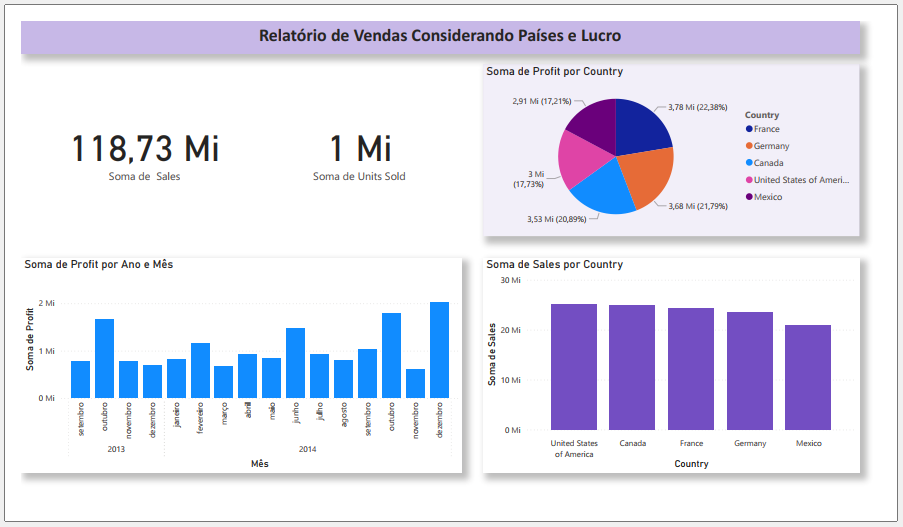 Relatório de Vendas Considerando Países e Lucro
118,73 Mi
Soma de Sales
1 Mi
Soma de Units Sold
Soma de Profit por Country
2,91 Mi (17,21%)
3,78 Mi (22,38%)
3 Mi
(17,73%)
3,53 Mi (20,89%)
3,68 Mi (21,79%)
Country
France
Germany
Canada
United States of Ameri...
Mexico
Soma de Profit por Ano e Mês
Soma de Profit
2 Mi
1 Mi
0 Mi
setembro
outubro
novembro
dezembro
janeiro
fevereiro
março
abril
maio
junho
julho
agosto
setembro
outubro
novembro
dezembro
2013
2014
Mês
Soma de Sales por Country
Soma de Sales
30 Mi
20 Mi
10 Mi
0 Mi
United States
of America
Canada
France
Germany
Mexico
Country